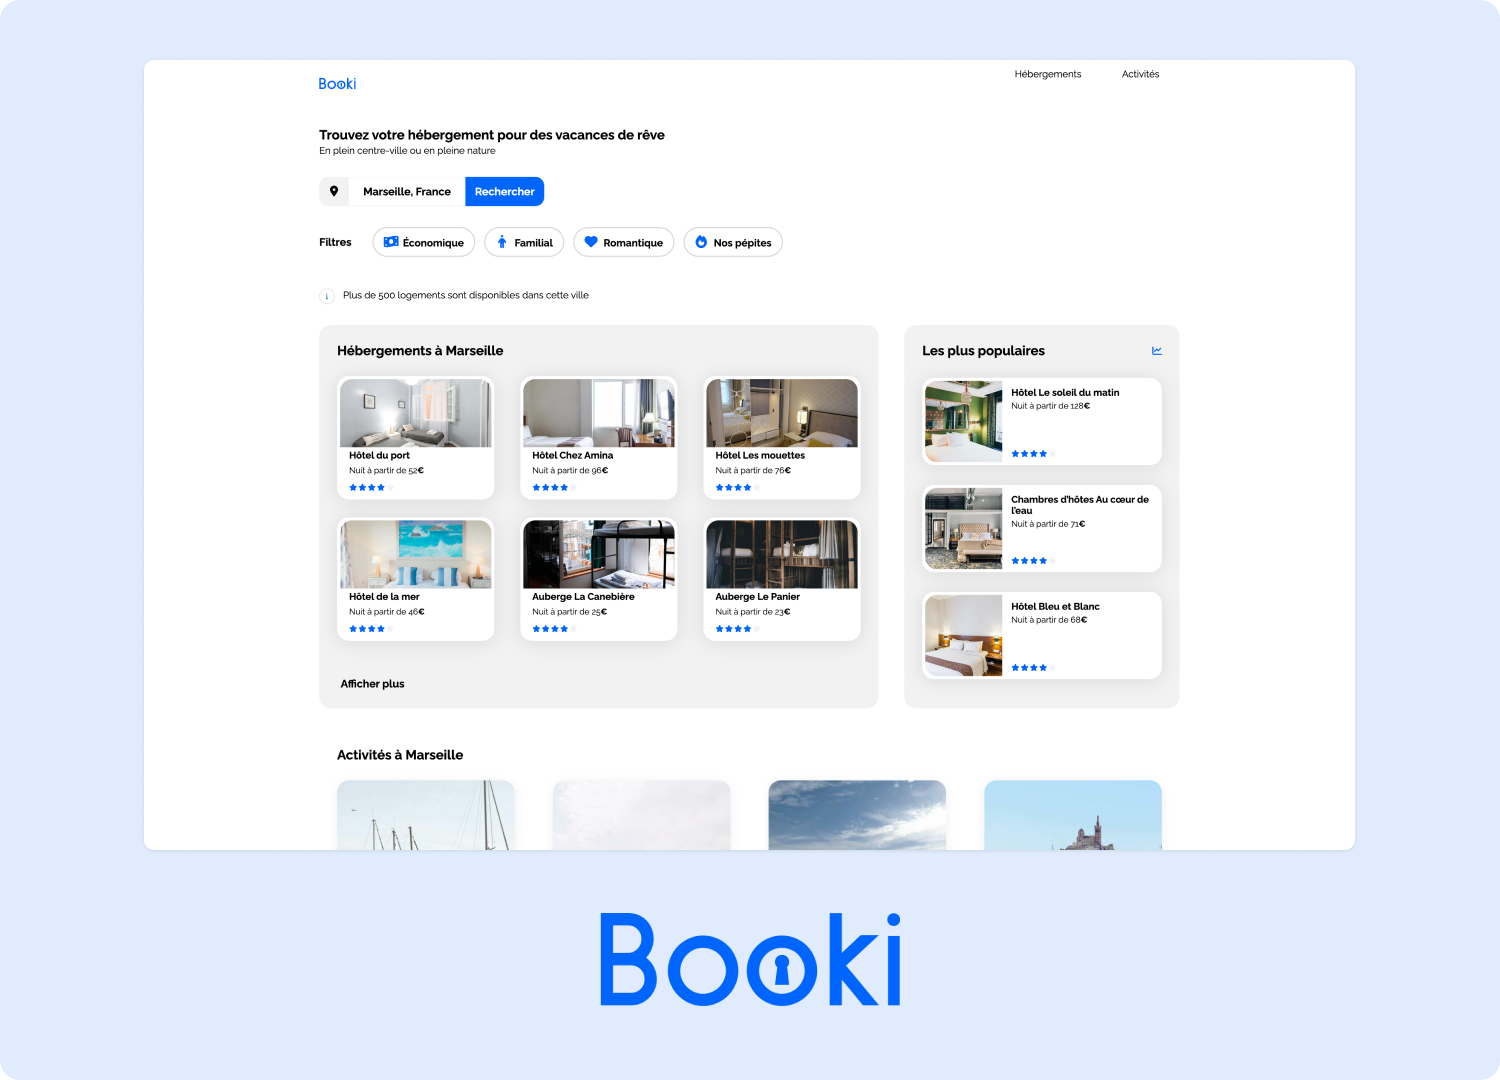 Booki
Hébergements
Activités
Trouvez votre hébergement pour des vacances de rêve
En plein centre-ville ou en pleine nature
Marseille, France
Rechercher
Filtres
Économique
Familial
Romantique
Nos pépites
i
Plus de 500 logements sont disponibles dans cette ville
Hébergements à Marseille
Hôtel du port
Nuit à partir de 52€
Hôtel Chez Amina
Nuit à partir de 96€
Hôtel Les mouettes
Nuit à partir de 76€
Hôtel de la mer
Nuit à partir de 46€
Auberge La Canebière
Nuit à partir de 25€
Auberge Le Panier
Nuit à partir de 23€
Afficher plus
Les plus populaires
Hôtel Le soleil du matin
Nuit à partir de 128€
Chambres d'hôtes Au cœur de
l'eau
Nuit à partir de 71€
Hôtel Bleu et Blanc
Nuit à partir de 68€
Activités à Marseille
Booki